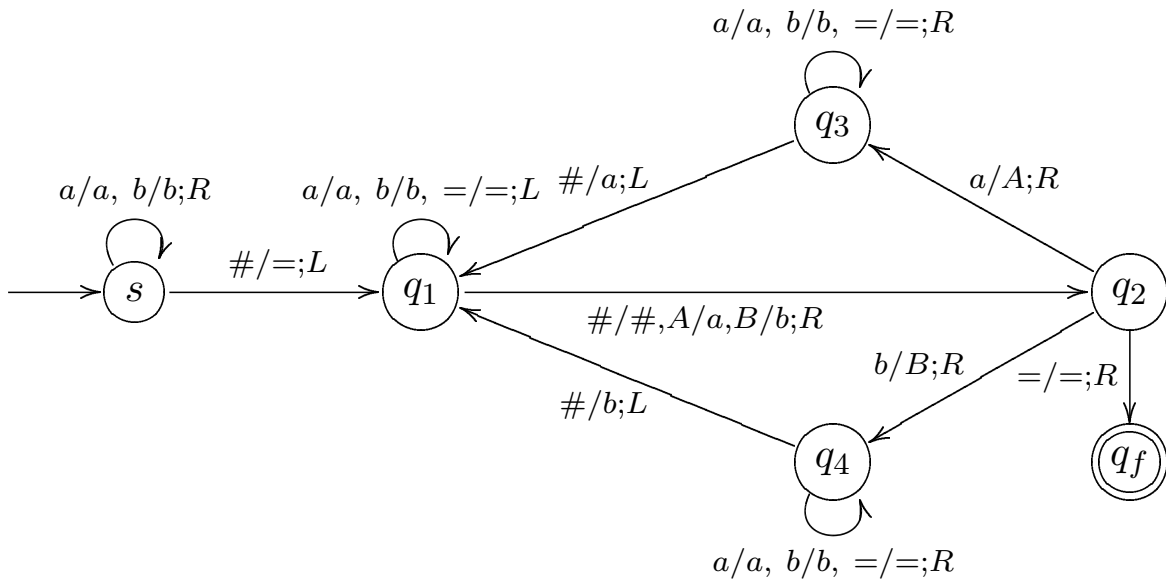 a/a, b/b, =/=;R
q3
#/a;L
a/A;R
a/a, b/b;R
a/a, b/b, =/=;L
#/=;L
s
q1
q2
#/#,A/a,B/b;R
b/B;R
=/=;R
#/b;L
q4
qf
a/a, b/b, =/=;R